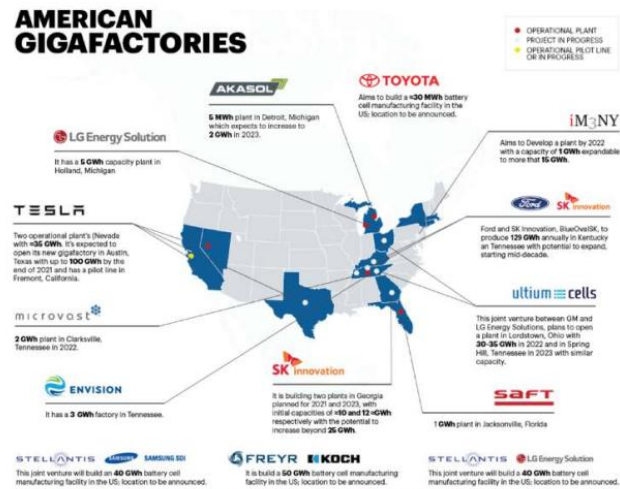 AMERICAN
GIGAFACTORIES
OPERATIONAL PLANT
PROJECT IN PROGRESS
OPERATIONAL PILOT LINE
OR IN PROGRESS
AKASOL
5 MWh plant in Detroit, Michigan
which expects to increase to
2 GWh in 2023.
TOYOTA
Aims to build a ≈30 MWh battery
cell manufacturing facility in the
US; location to be announced.
iM3NY
Aims to Develop a plant by 2022
with a capacity of 1 GWh expandable
to more that 15 GWh.
LG Energy Solution
It has a 5 GWh capacity plant in
Holland, Michigan
TESLA
Two operational plant's (Nevada
with ≈35 GWh. It's expected to
open its new gigafactory in Austin,
Texas with up to 100 GWh by the
end of 2021 and has a pilot line in
Fremont, California.
Ford SK innovation
Ford and SK Innovation, BlueOvalSK, to
produce 129 GWh annually in Kentucky
an Tennessee with potential to expand,
starting mid-decade.
microvast
2 GWh plant in Clarksville,
Tennessee in 2022.
ultium cells
This joint venture between GM and
LG Energy Solutions, plans to open
a plant in Lordstown, Ohio with
30-35 GWh in 2022 and in Spring
Hill, Tennessee in 2023 with similar
capacity.
ENVISION
It has a 3 GWh factory in Tennessee.
SK innovation
It is building two plants in Georgia
planned for 2021 and 2023, with
initial capacities of ≈10 and 12 ≈GWh
respectively with the potential to
increase beyond 25 GWh.
SAFT
1 GWh plant in Jacksonville, Florida
STELLANTIS SAMSUNG SAMSUNG SDI
This joint venture will build an 40 GWh battery cell
manufacturing facility in the US; location to be announced.
FREYR KOCH
It is build a 50 GWh battery cell manufacturing
facility in the US; location to be announced.
STELLANTIS LG Energy Solution
This joint venture will build a 40 GWh battery cell
manufacturing facility in the US; location to be announced.